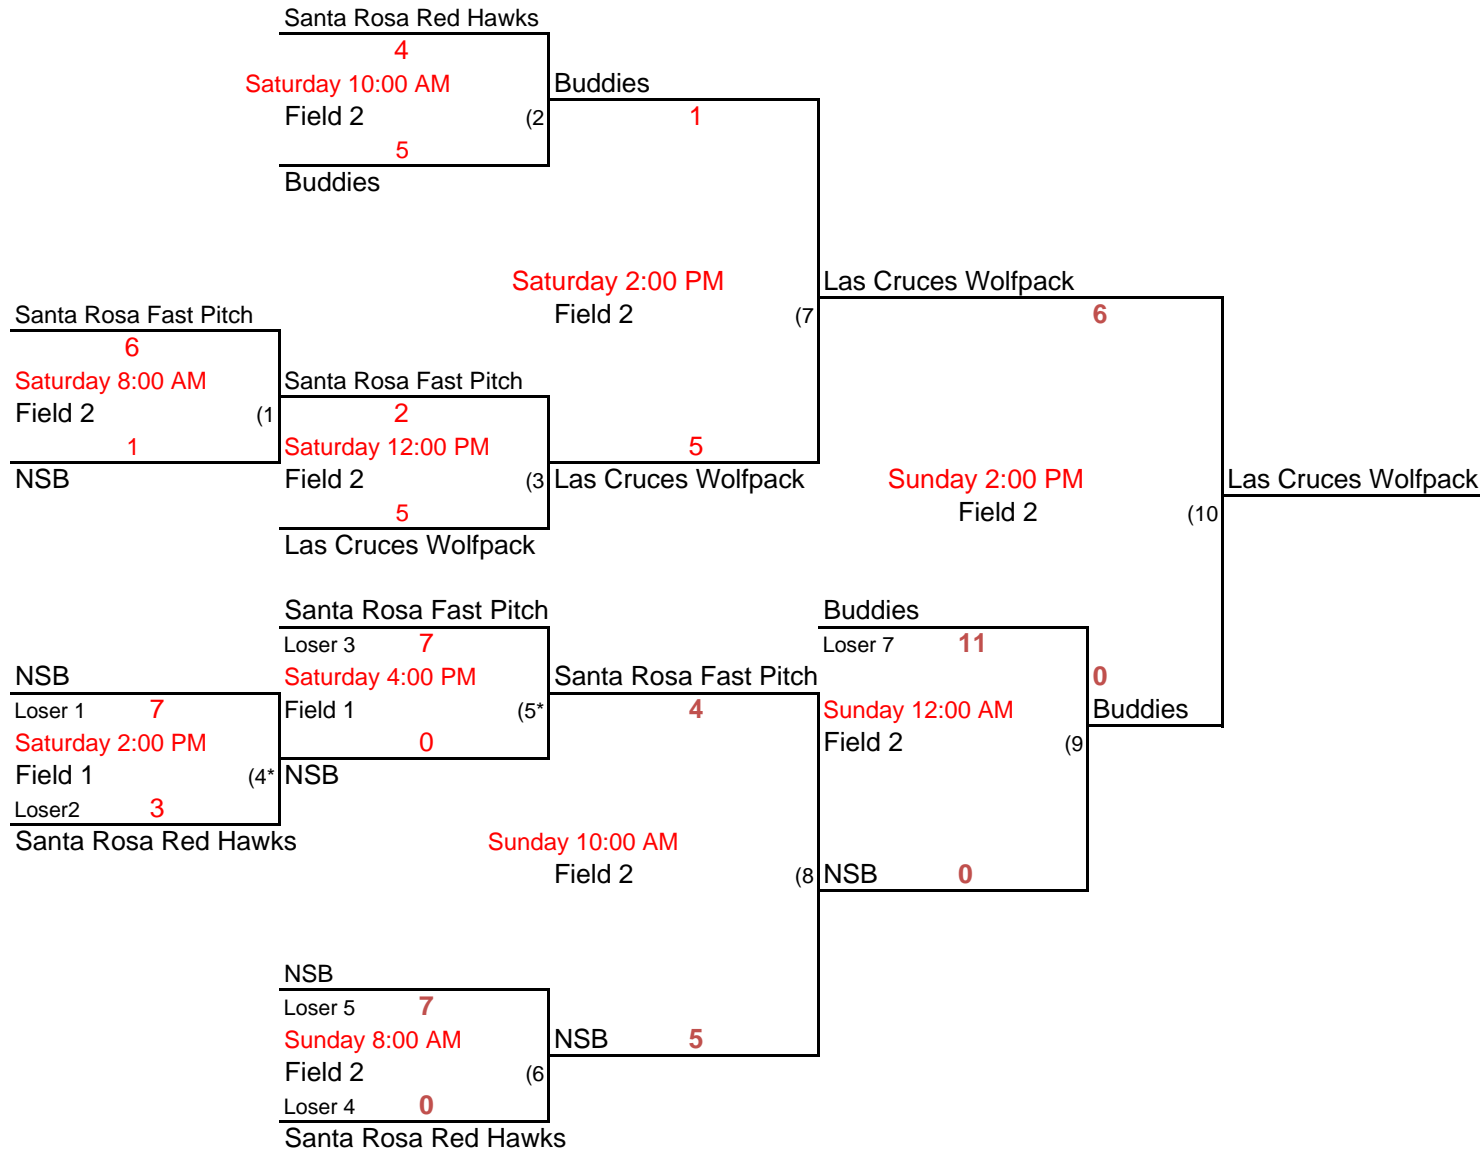 Santa Rosa Red Hawks
4
Saturday 10:00 AM
Field 2 (2
5
Buddies
Buddies
1
Saturday 2:00 PM
Field 2 (7
Las Cruces Wolfpack
6
Santa Rosa Fast Pitch
6
Saturday 8:00 AM
Field 2 (1
1
NSB
Santa Rosa Fast Pitch
2
Saturday 12:00 PM
Field 2 (3
5
Las Cruces Wolfpack
5
Las Cruces Wolfpack
Sunday 2:00 PM
Field 2 (10
Las Cruces Wolfpack
Santa Rosa Fast Pitch
Loser 3 7
Saturday 4:00 PM
Field 1 (5*
0
NSB
NSB
Loser 1 7
Saturday 2:00 PM
Field 1 (4*
Loser2 3
Santa Rosa Red Hawks
Santa Rosa Fast Pitch
4
Sunday 10:00 AM
Field 2 (8
Buddies
Loser 7 11
Sunday 12:00 AM
Field 2 (9
0
Buddies
NSB 0
NSB
Loser 5 7
Sunday 8:00 AM
Field 2 (6
Loser 4 0
Santa Rosa Red Hawks
NSB 5